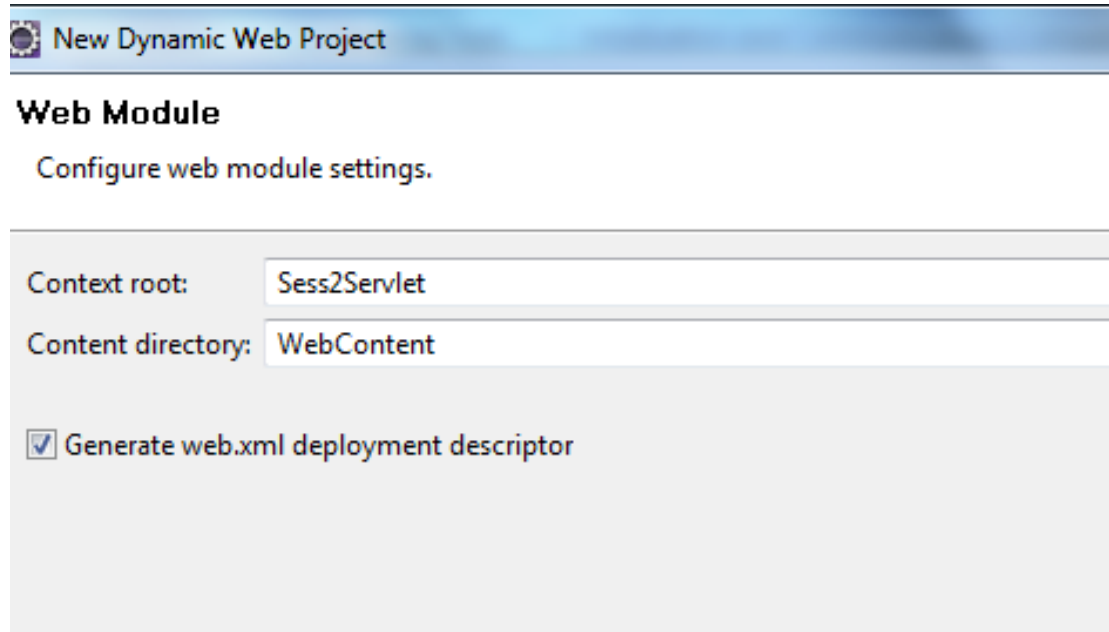 New Dynamic Web Project
Web Module
Configure web module settings.
Context root: Sess2Servlet
Content directory: WebContent
Generate web.xml deployment descriptor